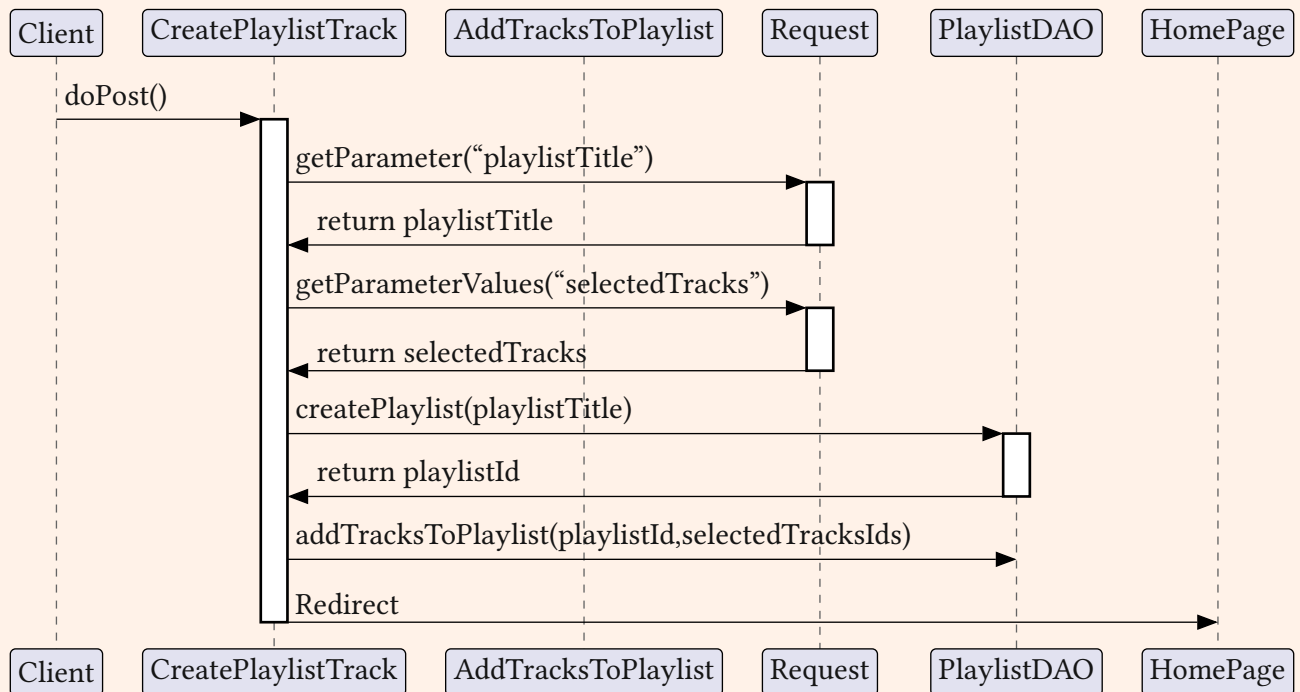 Client
CreatePlaylistTrack
AddTracksToPlaylist
Request
PlaylistDAO
HomePage
doPost()
getParameter(“playlistTitle”)
return playlistTitle
getParameterValues(“selectedTracks”)
return selectedTracks
createPlaylist(playlistTitle)
return playlistId
addTracksToPlaylist(playlistId,selectedTracksIds)
Redirect
Client
CreatePlaylistTrack
AddTracksToPlaylist
Request
PlaylistDAO
HomePage